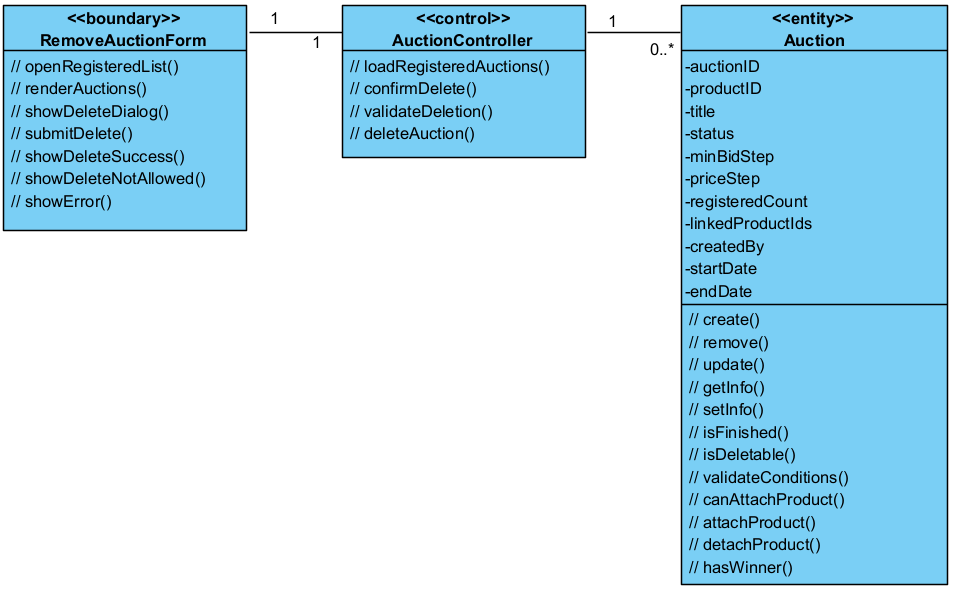 <<boundary>>
RemoveAuctionForm
// openRegisteredList()
// renderAuctions()
// showDeleteDialog()
// submitDelete()
// showDeleteSuccess()
// showDeleteNotAllowed()
// showError()
1
1
<<control>>
AuctionController
// loadRegisteredAuctions()
// confirmDelete()
// validateDeletion()
// deleteAuction()
1
0..*
<<entity>>
Auction
-auctionID
-productID
-title
-status
-minBidStep
-priceStep
-registeredCount
-linkedProductIds
-createdBy
-startDate
-endDate
// create()
// remove()
// update()
// getInfo()
// setInfo()
// isFinished()
// isDeletable()
// validateConditions()
// canAttachProduct()
// attachProduct()
// detachProduct()
// hasWinner()